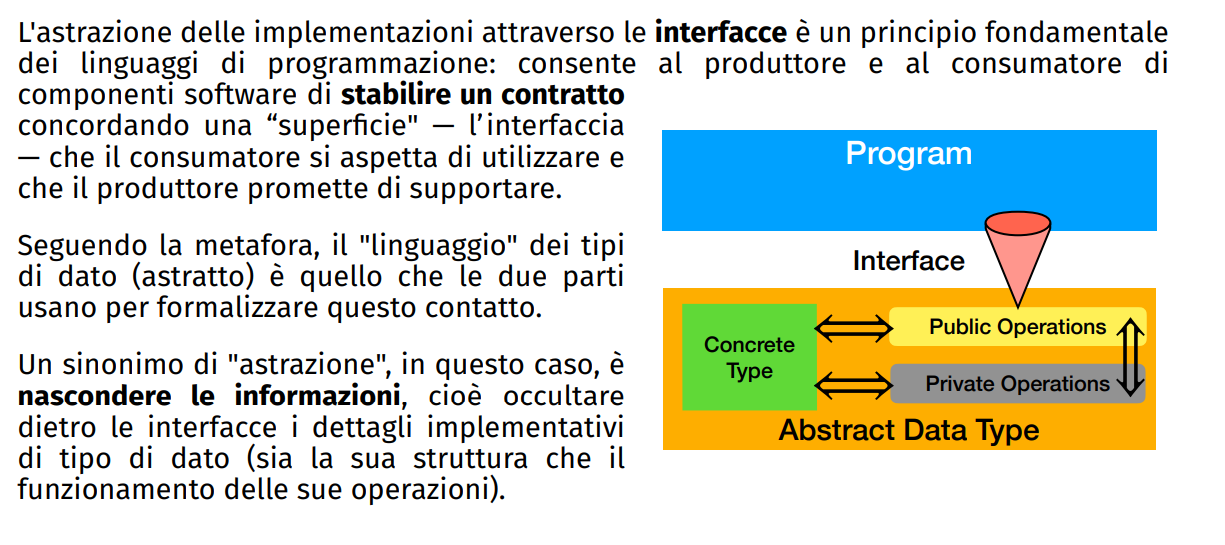 L'astrazione delle implementazioni attraverso le interfacce è un principio fondamentale
dei linguaggi di programmazione: consente al produttore e al consumatore di
componenti software di stabilire un contratto
concordando una “superficie" — l’interfaccia
— che il consumatore si aspetta di utilizzare e
che il produttore promette di supportare.
Seguendo la metafora, il "linguaggio" dei tipi
di dato (astratto) è quello che le due parti
usano per formalizzare questo contatto.
Un sinonimo di "astrazione", in questo caso, è
nascondere le informazioni, cioè occultare
dietro le interfacce i dettagli implementativi
di tipo di dato (sia la sua struttura che il
funzionamento delle sue operazioni).
Program
Interface
Concrete
Type
Public Operations
Private Operations
Abstract Data Type